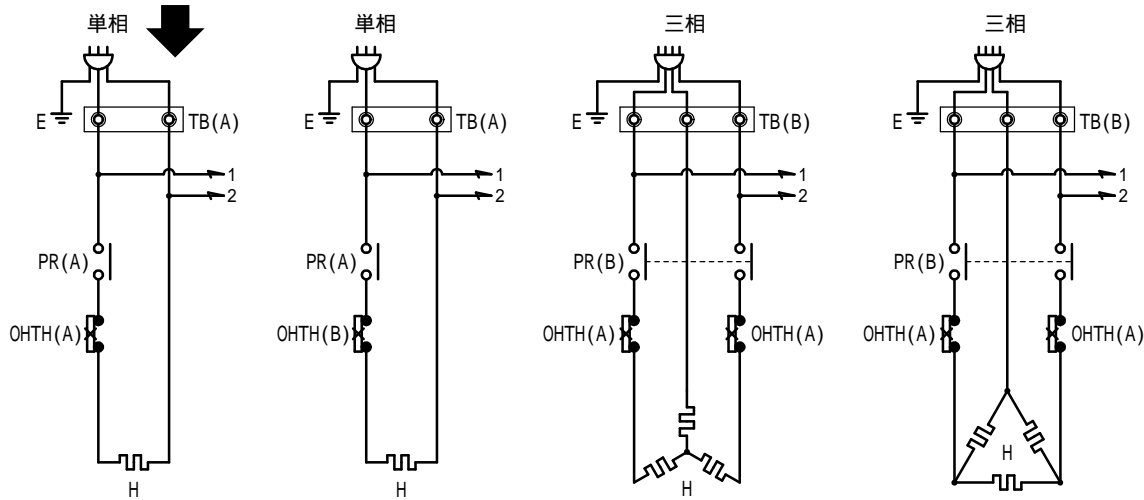 単相
E
TB(A)
1
2
PR(A)
OHTH(A)
H
単相
E
TB(A)
1
2
PR(A)
OHTH(B)
H
三相
E
TB(B)
1
2
PR(B)
OHTH(A)
OHTH(A)
H
三相
E
TB(B)
1
2
PR(B)
OHTH(A)
OHTH(A)
H